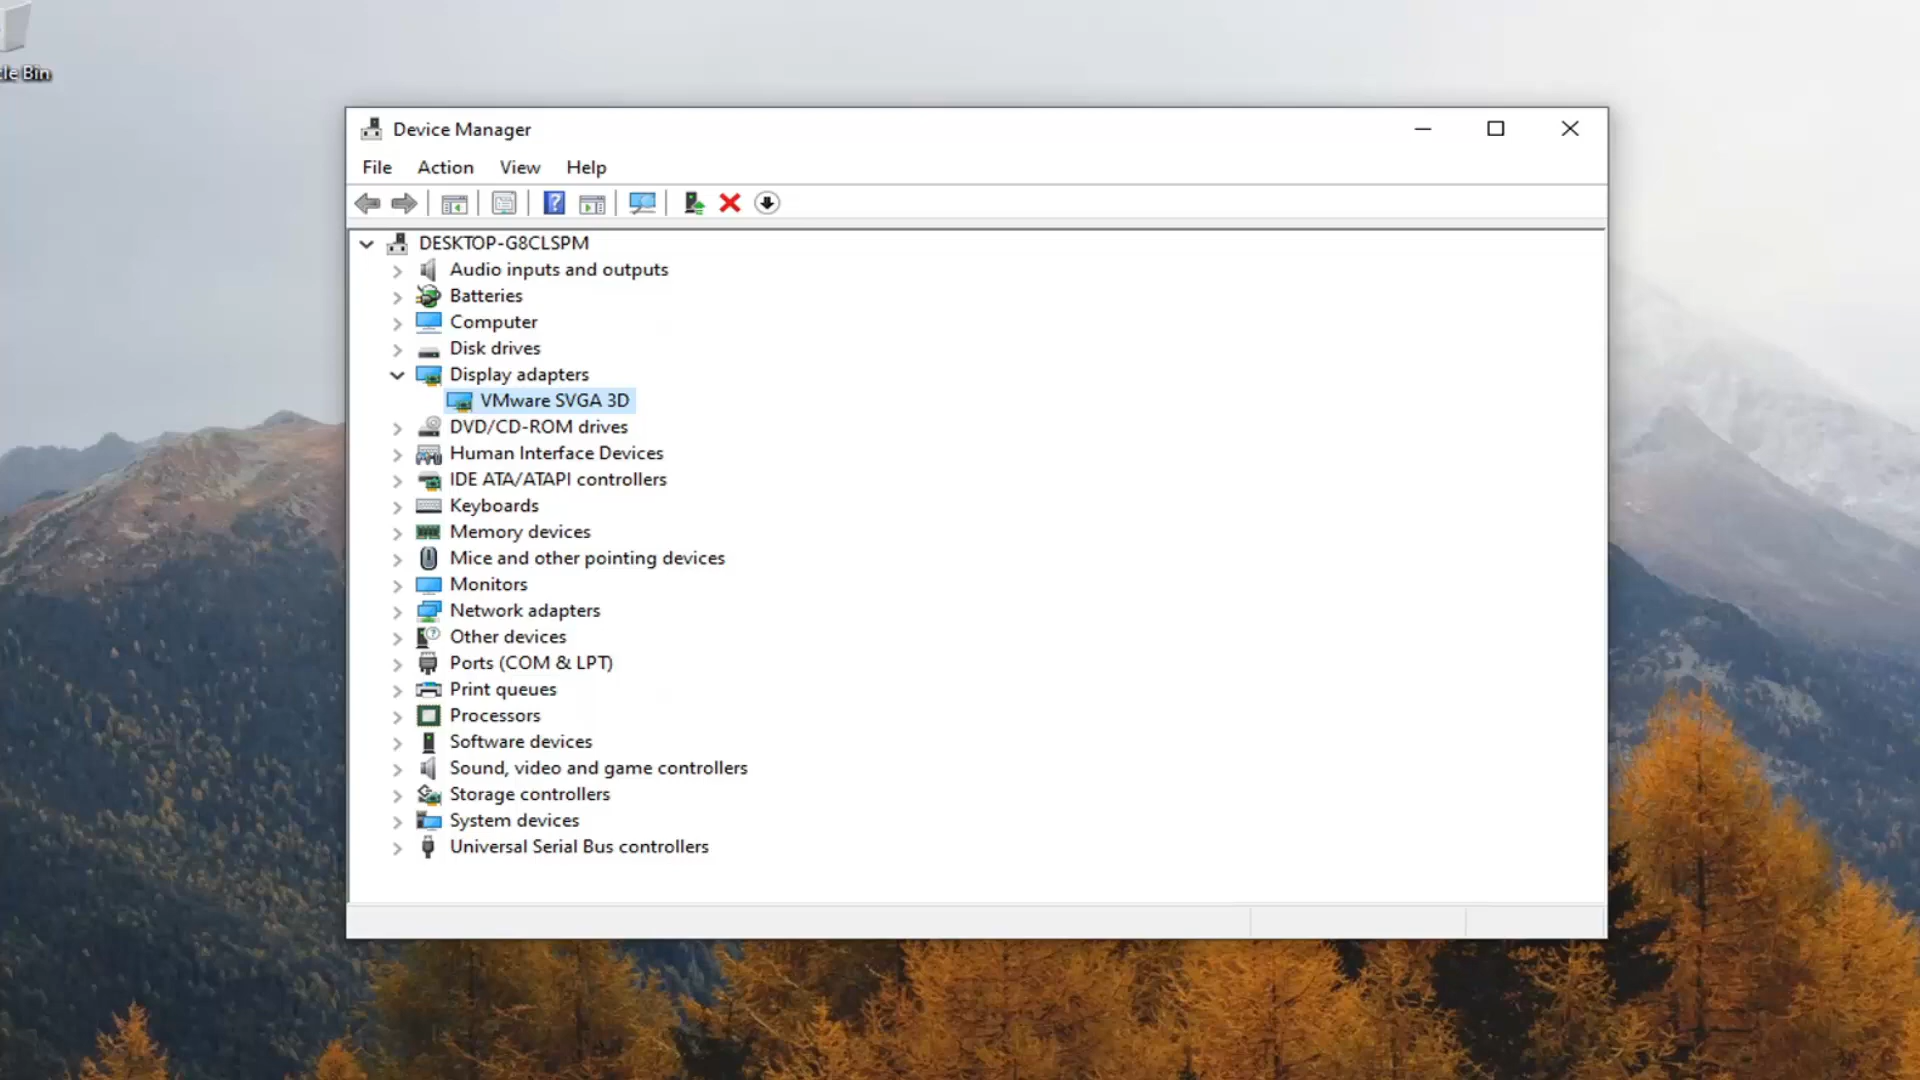 Bin
Device Manager
File Action View Help
DESKTOP-G8CLSPM
Audio inputs and outputs
Batteries
Computer
Disk drives
Display adapters
VMware SVGA 3D
DVD/CD-ROM drives
Human Interface Devices
IDE ATA/ATAPI controllers
Keyboards
Memory devices
Mice and other pointing devices
Monitors
Network adapters
Other devices
Ports (COM & LPT)
Print queues
Processors
Software devices
Sound, video and game controllers
Storage controllers
System devices
Universal Serial Bus controllers